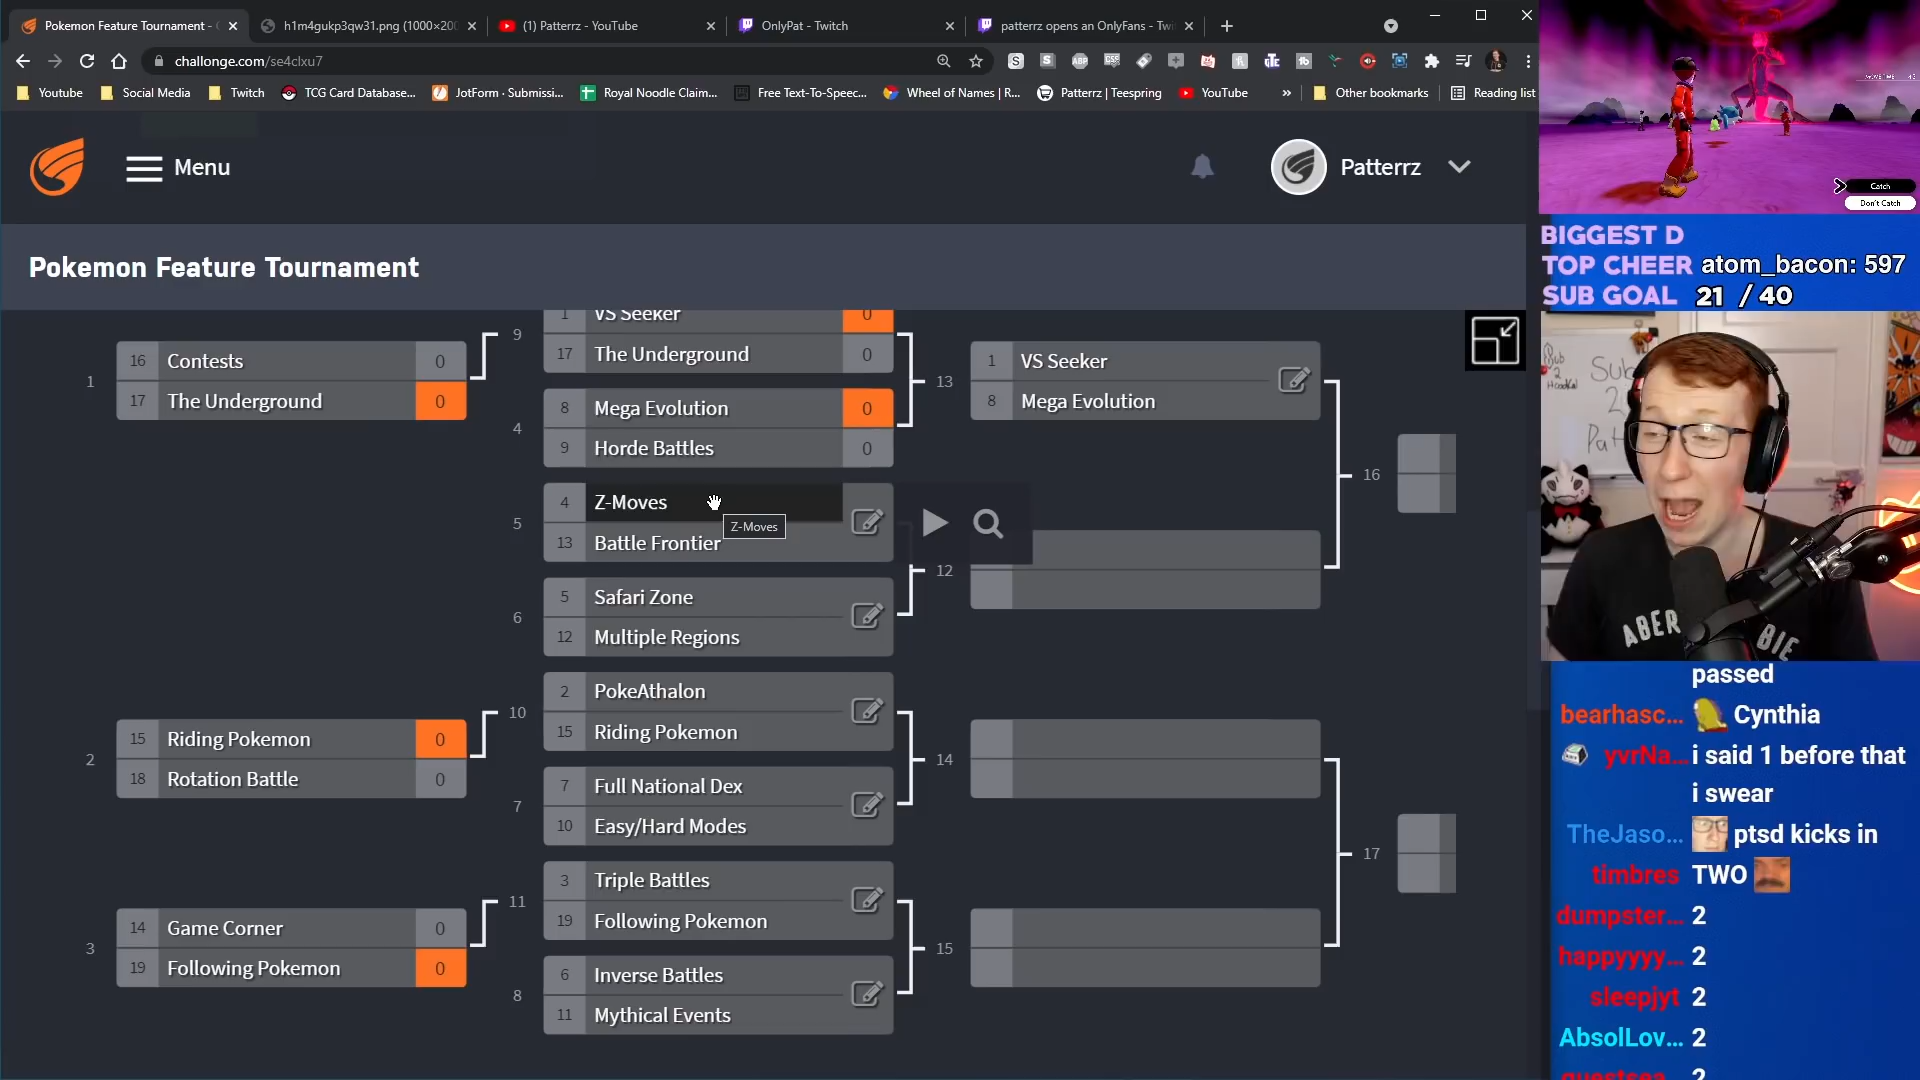 Pokemon Feature Tournament -
h1m4gukp3qw31.png (1000×200
(1) Patterrz - YouTube
OnlyPat - Twitch
patterrz opens an OnlyFans - Twi
challonge.com/se4clxu7
Youtube
Social Media
Twitch
TCG Card Database...
JotForm · Submissi...
Royal Noodle Claim...
Free Text-To-Speec...
Wheel of Names | R...
Patterrz | Teespring
YouTube
»
Other bookmarks
Reading list
Menu
Patterrz
Pokemon Feature Tournament
1 VS Seeker 0
9
17 The Underground 0
16 Contests 0
1
17 The Underground 0
13
1 VS Seeker
8 Mega Evolution
8 Mega Evolution 0
4
9 Horde Battles 0
16
4 Z-Moves
5
Z-Moves
13 Battle Frontier
12
5 Safari Zone
6
12 Multiple Regions
2 PokeAthalon
10
15 Riding Pokemon
15 Riding Pokemon 0
2
18 Rotation Battle 0
14
7 Full National Dex
7
10 Easy/Hard Modes
17
3 Triple Battles
11
19 Following Pokemon
14 Game Corner 0
3
19 Following Pokemon 0
15
6 Inverse Battles
8
11 Mythical Events
Catch
Don't Catch
BIGGEST D
TOP CHEER atom_bacon: 597
SUB GOAL 21 / 40
Sub
2
Pat
ABER
BIE
passed
bearhasc... Cynthia
yvrNa... i said 1 before that
i swear
TheJaso... ptsd kicks in
timbres TWO
dumpster... 2
happyyyy... 2
sleepjyt 2
AbsolLov... 2